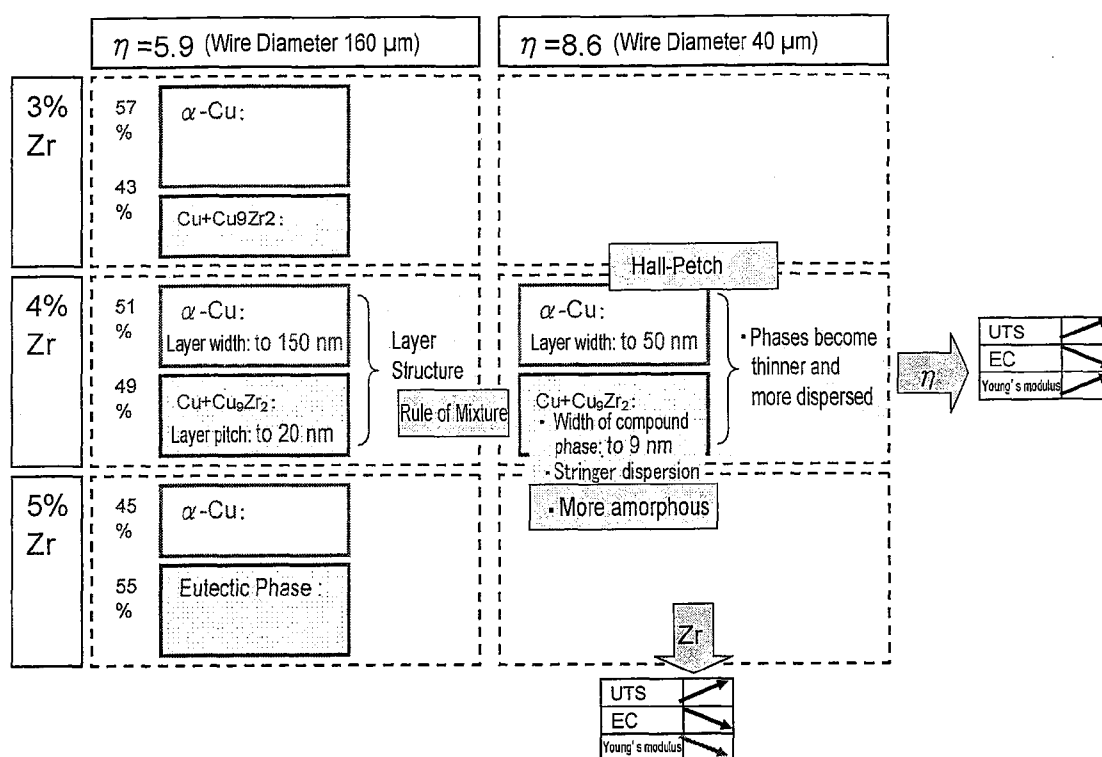 η=5.9 (Wire Diameter 160 μm)
η=8.6 (Wire Diameter 40 μm)
3%
Zr
57
%
α-Cu:
43
%
Cu+Cu9Zr2:
Hall-Petch
4%
Zr
51
%
α-Cu:
Layer width: to 150 nm
49
%
Cu+Cu₉Zr₂:
Layer pitch: to 20 nm
Layer
Structure
Rule of Mixiure
α-Cu:
Layer width: to 50 nm
Cu+Cu₉Zr₂:
・ Width of compound
phase: to 9 nm
・Stringer dispersion
・More amorphous
・Phases become
thinner and
more dispersed
η
UTS
EC
Young's modulus
5%
Zr
45
%
α-Cu:
55
%
Eutectic Phase :
Zr
UTS
EC
Young's modulus